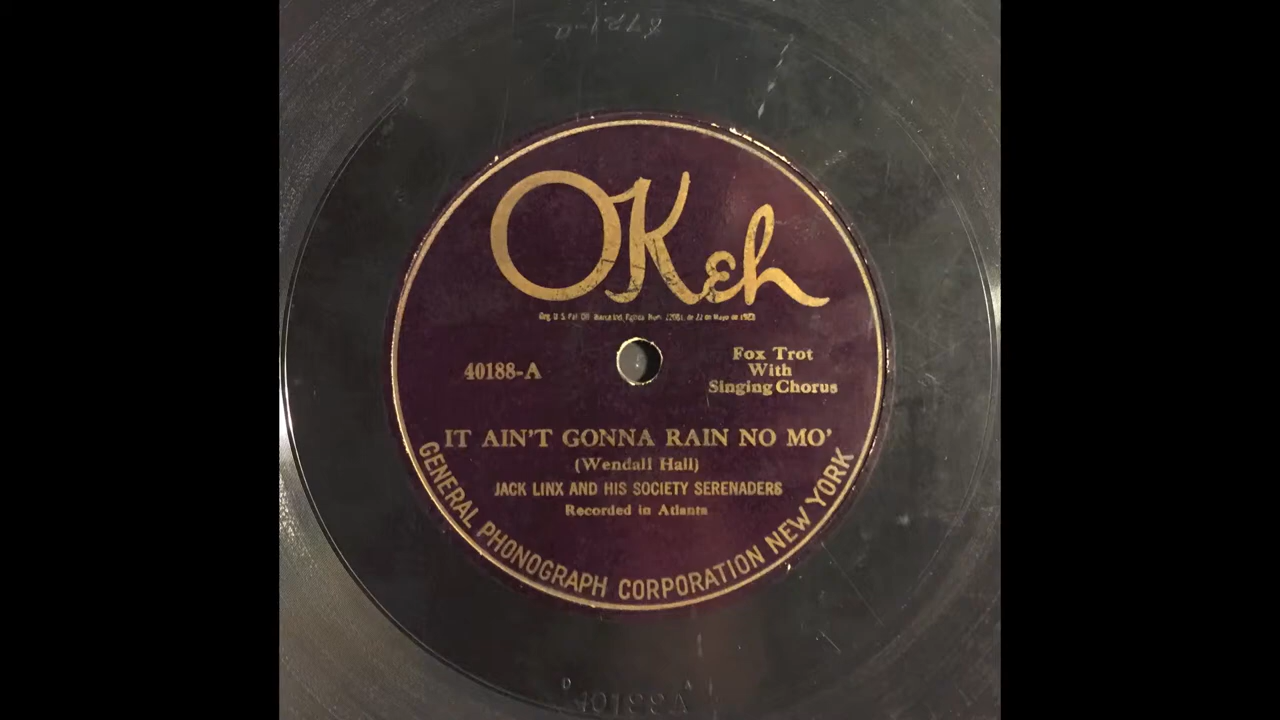 OKeh
40188-A
Fox Trot
With
Singing Chorus
IT AIN'T GONNA RAIN NO MO'
(Wendall Hall)
JACK LINX AND HIS SOCIETY SERENADERS
Recorded in Atlanta
GENERAL PHONOGRAPH CORPORATION NEW YORK
40188A